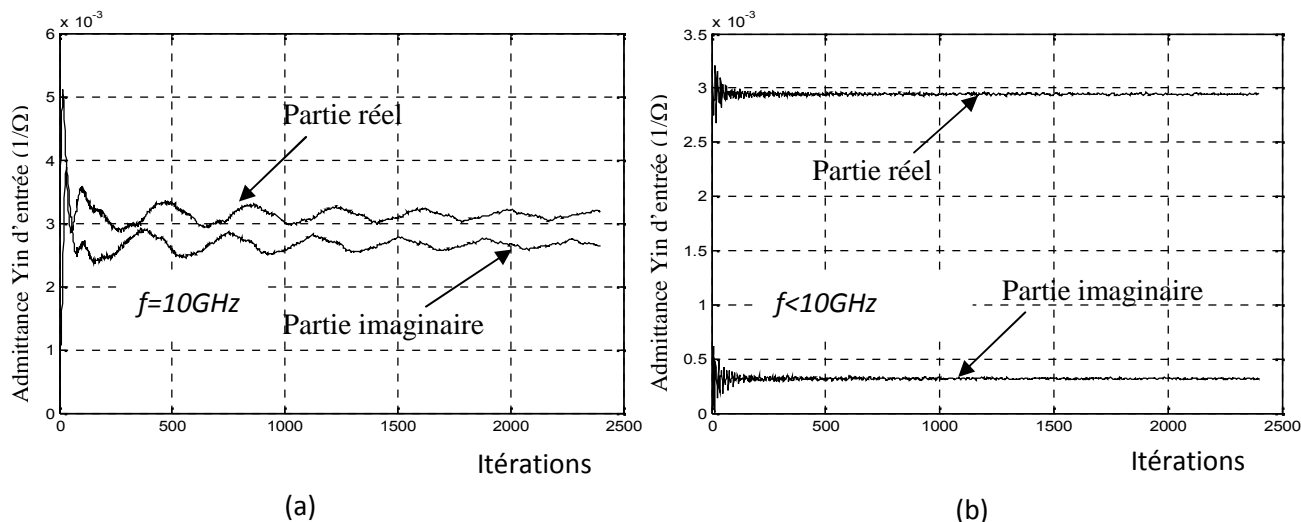 x 10⁻³
6
5
4
3
2
1
0
Admittance Yin d'entrée (1/Ω)
Partie réel
f=10GHz
Partie imaginaire
0 500 1000 1500 2000 2500
Itérations
(a)
x 10⁻³
3.5
3
2.5
2
1.5
1
0.5
0
Admittance Yin d'entrée (1/Ω)
Partie réel
Partie imaginaire
f<10GHz
0 500 1000 1500 2000 2500
Itérations
(b)